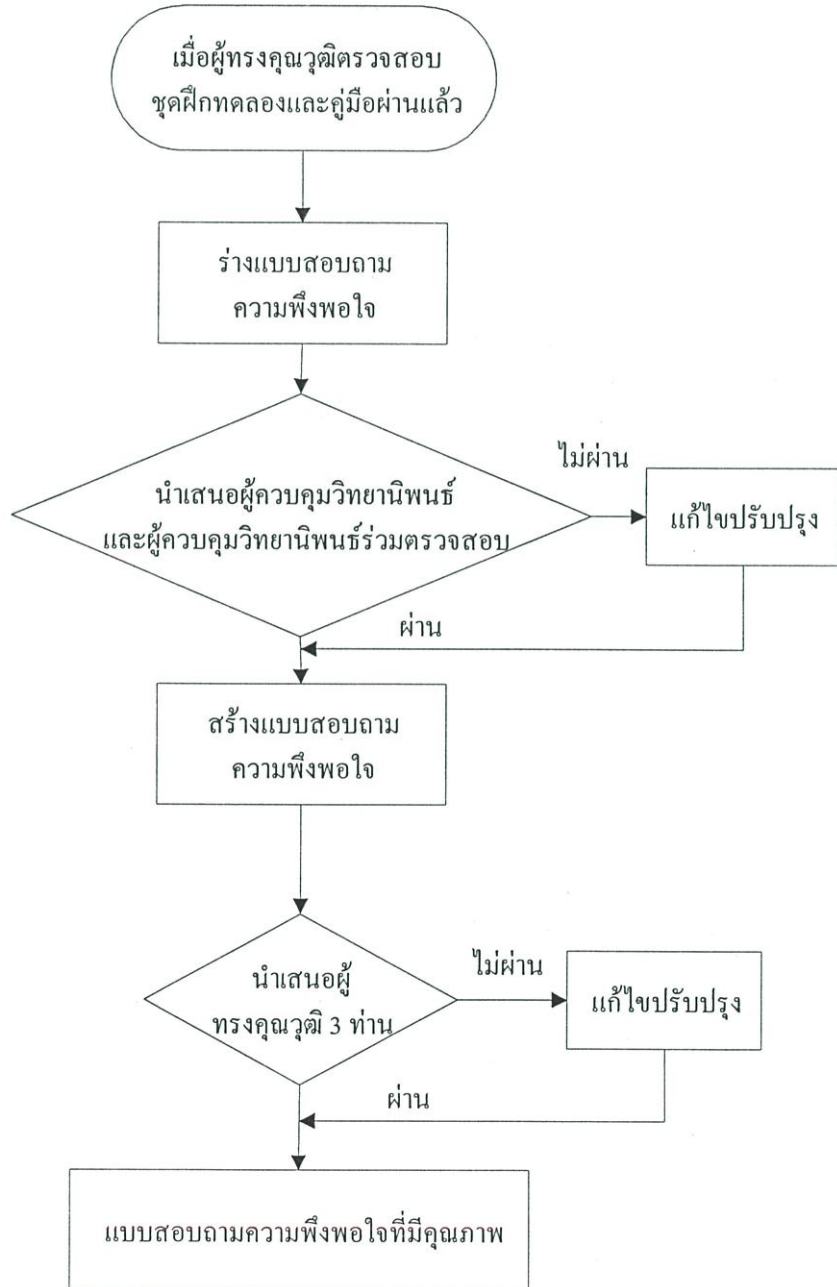 เมื่อผู้ทรงคุณวุฒิตรวจสอบ
ชุดฝึกทดลองและคู่มือผ่านแล้ว
ร่างแบบสอบถาม
ความพึงพอใจ
นำเสนอผู้ควบคุมวิทยานิพนธ์
และผู้ควบคุมวิทยานิพนธ์ร่วมตรวจสอบ
ไม่ผ่าน
แก้ไขปรับปรุง
ผ่าน
สร้างแบบสอบถาม
ความพึงพอใจ
นำเสนอผู้
ทรงคุณวุฒิ 3 ท่าน
ไม่ผ่าน
แก้ไขปรับปรุง
ผ่าน
แบบสอบถามความพึงพอใจที่มีคุณภาพ